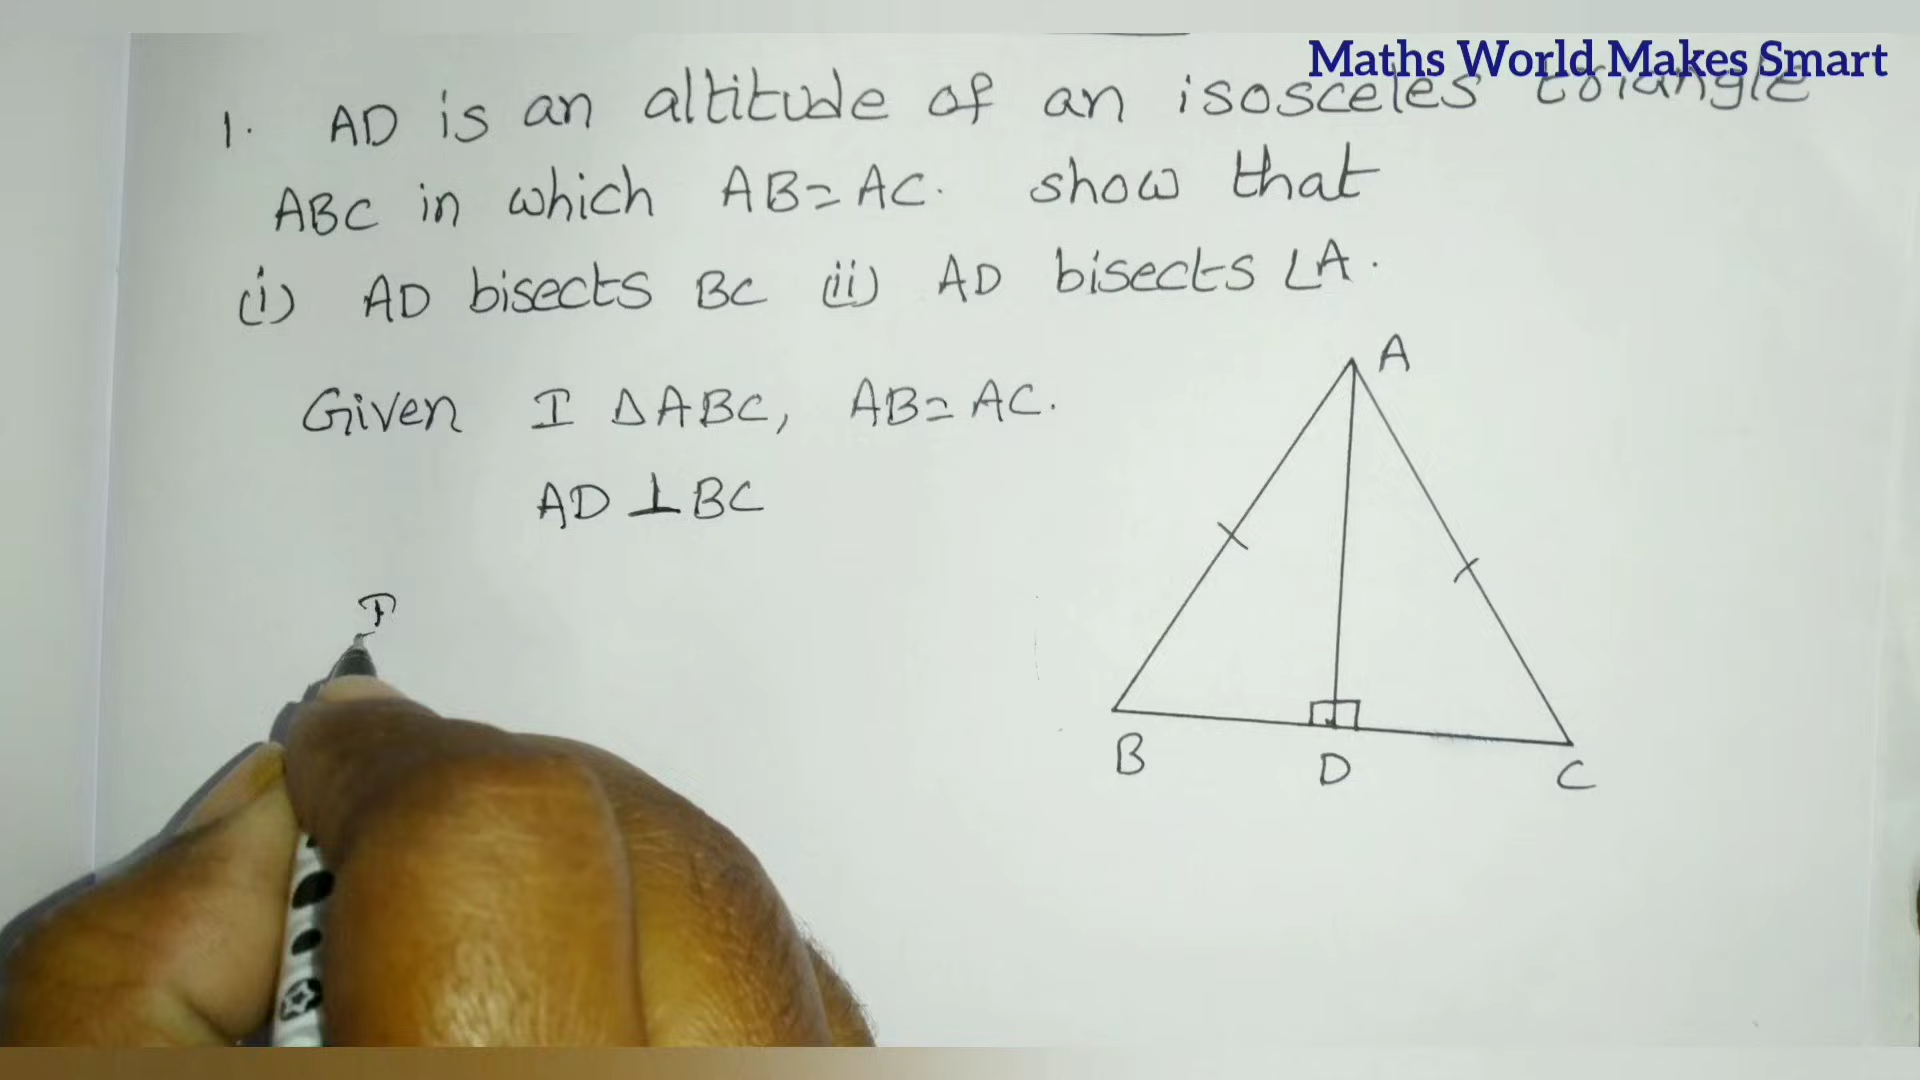 Maths World Makes Smart
1. AD is an altitude of an isosceles triangle
ABC in which AB=AC. show that
(i) AD bisects BC (ii) AD bisects ∠A.
Given I △ABC, AB=AC.
AD ⊥ BC
A
B
D
C